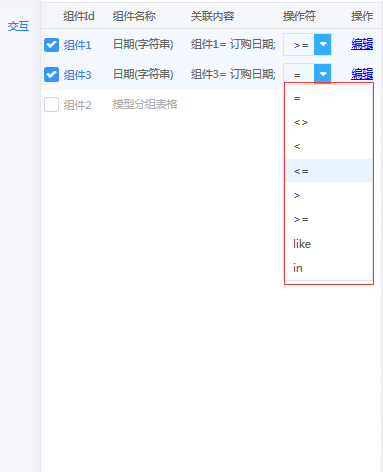 交互
组件Id 组件名称 关联内容 操作符 操作
组件1 日期(字符串) 组件1= 订购日期; >= 编辑
组件3 日期(字符串) 组件3= 订购日期; = 编辑
组件2 模型分组表格
=
<>
<
<=
>
>=
like
in